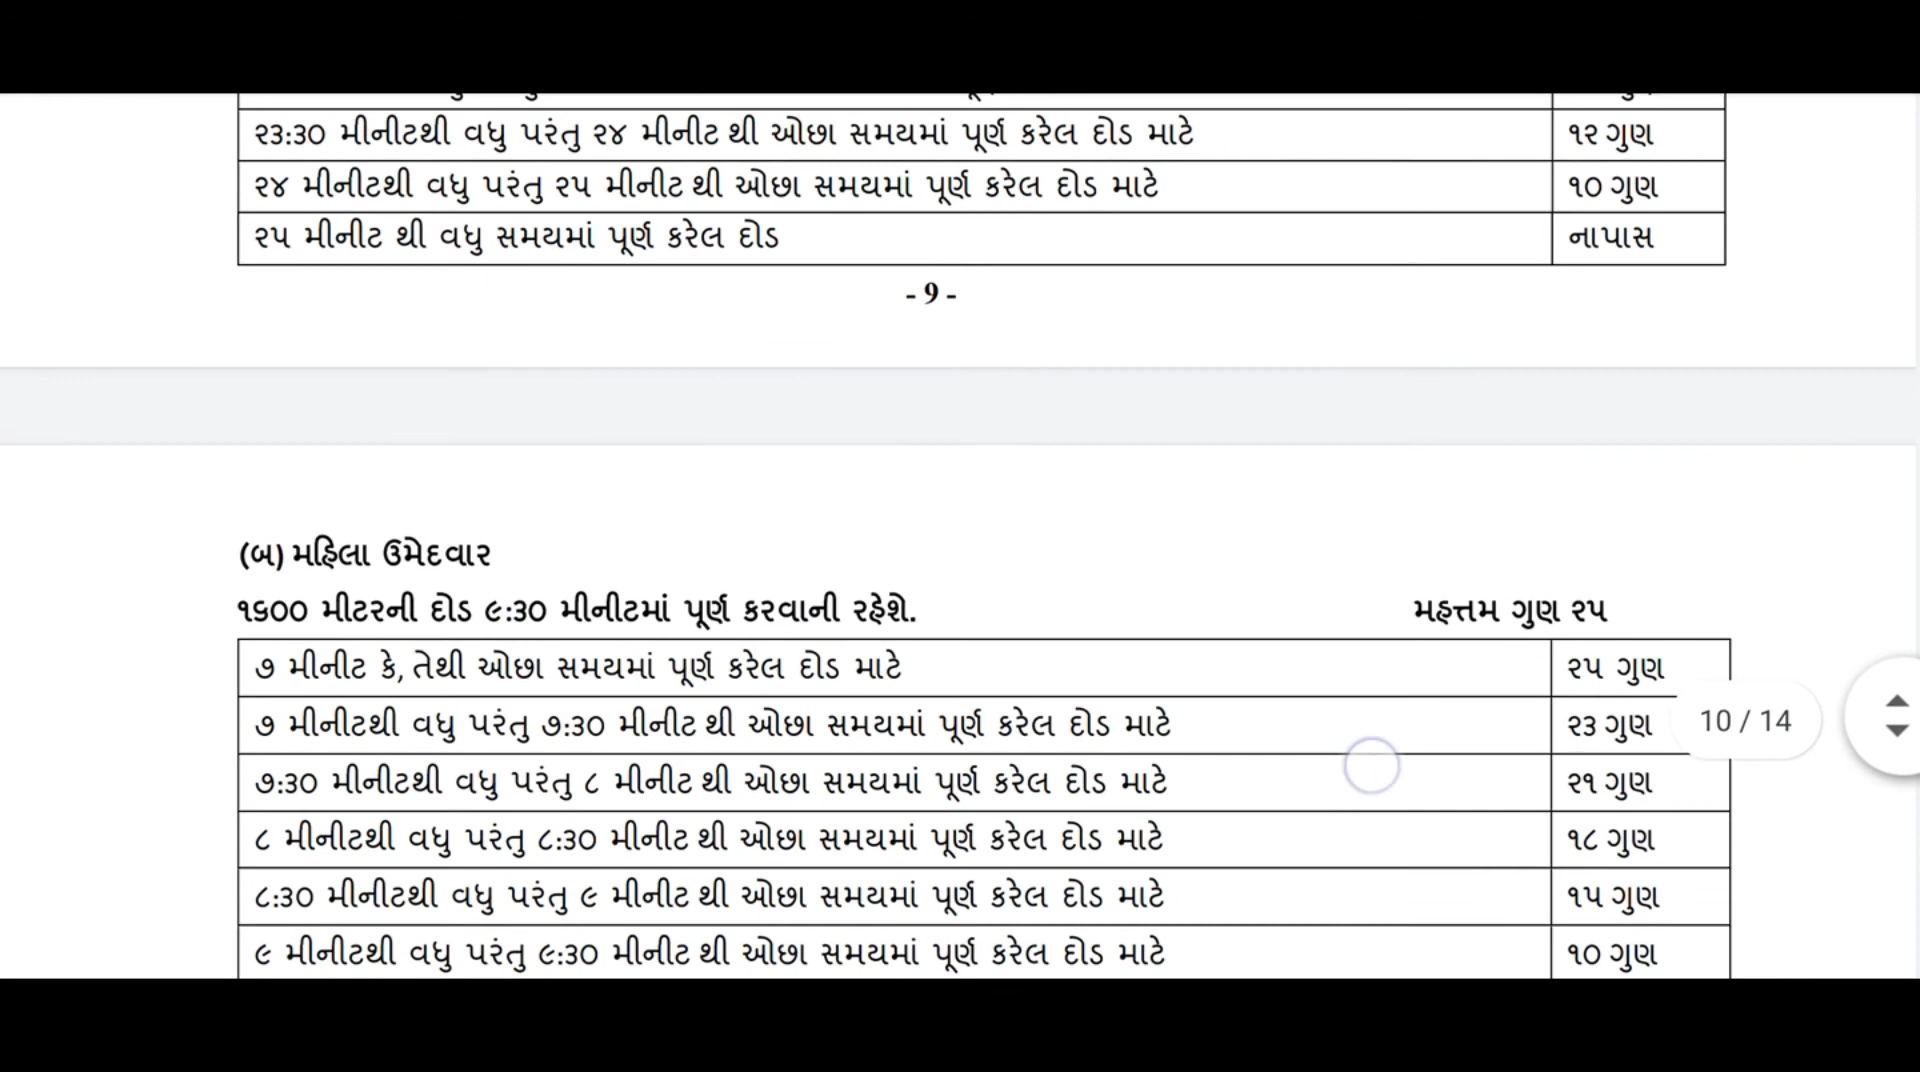 ૨૩:૩૦ મીનીટથી વધુ પરંતુ ૨૪ મીનીટ થી ઓછા સમયમાં પૂર્ણ કરેલ દોડ માટે ૧૨ ગુણ
૨૪ મીનીટથી વધુ પરંતુ ૨૫ મીનીટ થી ઓછા સમયમાં પૂર્ણ કરેલ દોડ માટે ૧૦ ગુણ
૨૫ મીનીટ થી વધુ સમયમાં પૂર્ણ કરેલ દોડ નાપાસ
- 9 -
(બ) મહિલા ઉમેદવાર
૧૬૦૦ મીટરની દોડ ૯:૩૦ મીનીટમાં પૂર્ણ કરવાની રહેશે. મહત્તમ ગુણ ૨૫
૭ મીનીટ કે, તેથી ઓછા સમયમાં પૂર્ણ કરેલ દોડ માટે ૨૫ ગુણ
૭ મીનીટથી વધુ પરંતુ ૭:૩૦ મીનીટ થી ઓછા સમયમાં પૂર્ણ કરેલ દોડ માટે ૨૩ ગુણ
10 / 14
૭:૩૦ મીનીટથી વધુ પરંતુ ૮ મીનીટ થી ઓછા સમયમાં પૂર્ણ કરેલ દોડ માટે ૨૧ ગુણ
૮ મીનીટથી વધુ પરંતુ ૮:૩૦ મીનીટ થી ઓછા સમયમાં પૂર્ણ કરેલ દોડ માટે ૧૮ ગુણ
૮:૩૦ મીનીટથી વધુ પરંતુ ૯ મીનીટ થી ઓછા સમયમાં પૂર્ણ કરેલ દોડ માટે ૧૫ ગુણ
૯ મીનીટથી વધુ પરંતુ ૯:૩૦ મીનીટ થી ઓછા સમયમાં પૂર્ણ કરેલ દોડ માટે ૧૦ ગુણ